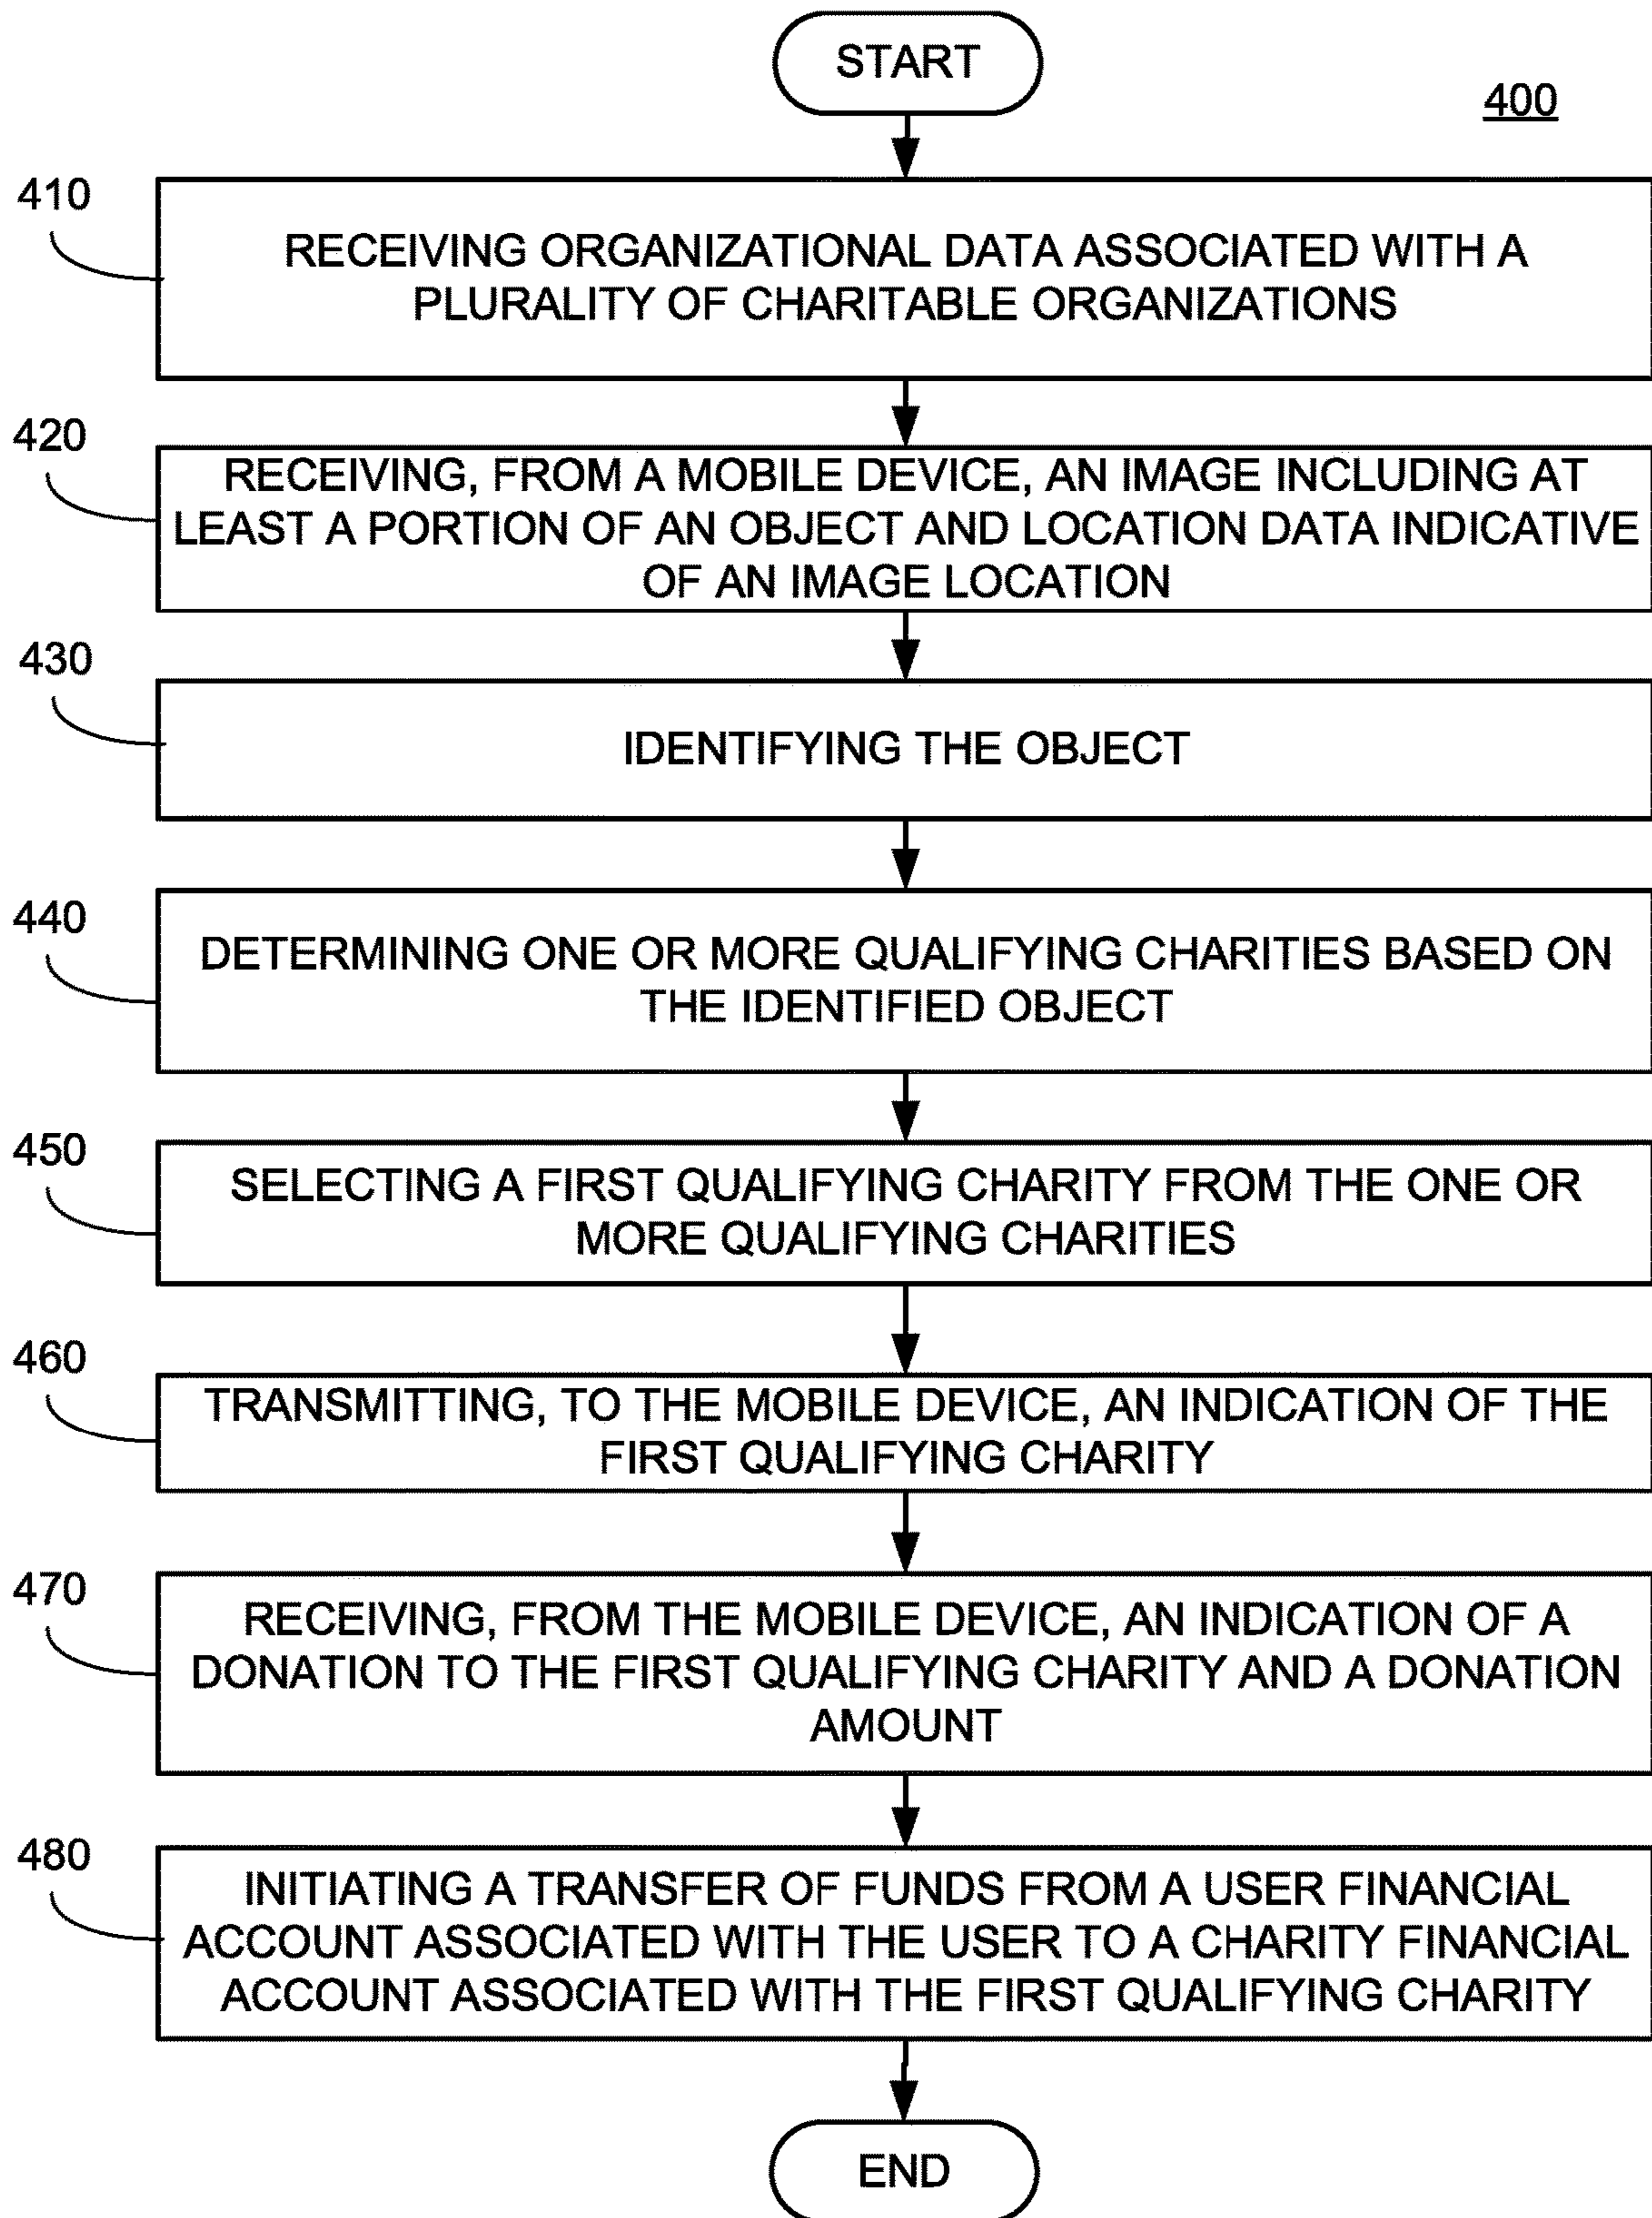 START
400
410
RECEIVING ORGANIZATIONAL DATA ASSOCIATED WITH A
PLURALITY OF CHARITABLE ORGANIZATIONS
420
RECEIVING, FROM A MOBILE DEVICE, AN IMAGE INCLUDING AT
LEAST A PORTION OF AN OBJECT AND LOCATION DATA INDICATIVE
OF AN IMAGE LOCATION
430
IDENTIFYING THE OBJECT
440
DETERMINING ONE OR MORE QUALIFYING CHARITIES BASED ON
THE IDENTIFIED OBJECT
450
SELECTING A FIRST QUALIFYING CHARITY FROM THE ONE OR
MORE QUALIFYING CHARITIES
460
TRANSMITTING, TO THE MOBILE DEVICE, AN INDICATION OF THE
FIRST QUALIFYING CHARITY
470
RECEIVING, FROM THE MOBILE DEVICE, AN INDICATION OF A
DONATION TO THE FIRST QUALIFYING CHARITY AND A DONATION
AMOUNT
480
INITIATING A TRANSFER OF FUNDS FROM A USER FINANCIAL
ACCOUNT ASSOCIATED WITH THE USER TO A CHARITY FINANCIAL
ACCOUNT ASSOCIATED WITH THE FIRST QUALIFYING CHARITY
END